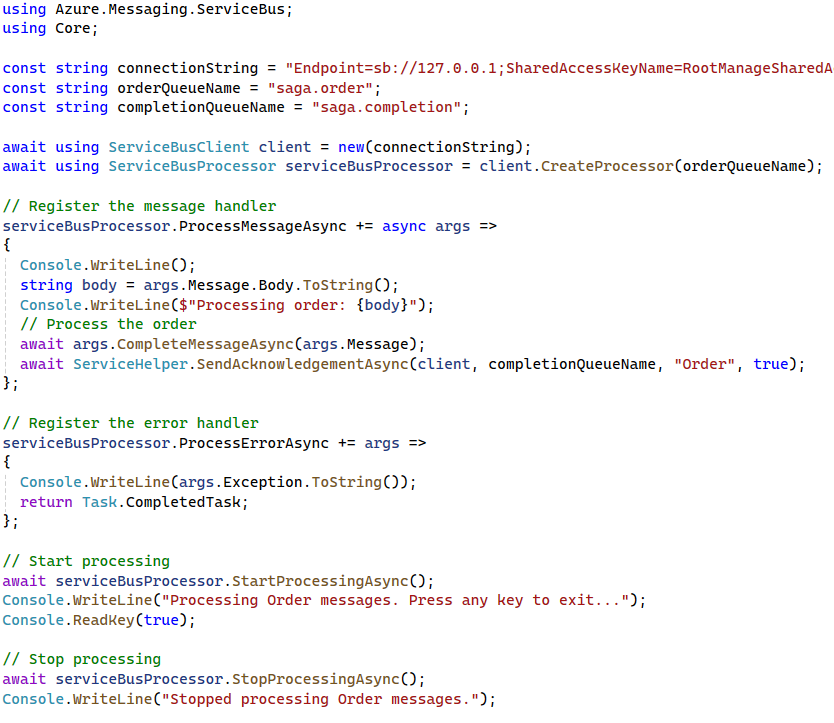 using Azure.Messaging.ServiceBus;
using Core;
const string connectionString = "Endpoint=sb://127.0.0.1;SharedAccessKeyName=RootManageSharedA
const string orderQueueName = "saga.order";
const string completionQueueName = "saga.completion";
await using ServiceBusClient client = new(connectionString);
await using ServiceBusProcessor serviceBusProcessor = client.CreateProcessor(orderQueueName);
// Register the message handler
serviceBusProcessor.ProcessMessageAsync += async args =>
{
  Console.WriteLine();
  string body = args.Message.Body.ToString();
  Console.WriteLine($"Processing order: {body}");
  // Process the order
  await args.CompleteMessageAsync(args.Message);
  await ServiceHelper.SendAcknowledgementAsync(client, completionQueueName, "Order", true);
};
// Register the error handler
serviceBusProcessor.ProcessErrorAsync += args =>
{
  Console.WriteLine(args.Exception.ToString());
  return Task.CompletedTask;
};
// Start processing
await serviceBusProcessor.StartProcessingAsync();
Console.WriteLine("Processing Order messages. Press any key to exit...");
Console.ReadKey(true);
// Stop processing
await serviceBusProcessor.StopProcessingAsync();
Console.WriteLine("Stopped processing Order messages.");